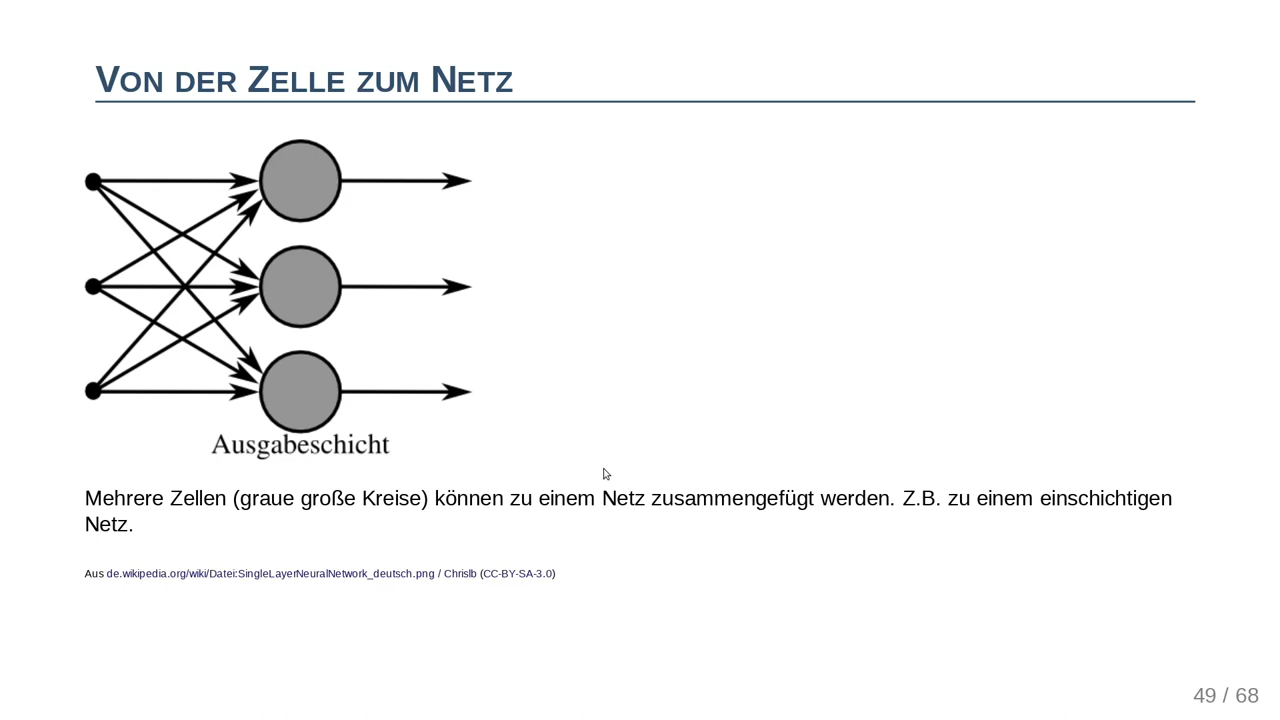 Von der Zelle zum Netz
Ausgabeschicht
Mehrere Zellen (graue große Kreise) können zu einem Netz zusammengefügt werden. Z.B. zu einem einschichtigen
Netz.
Aus de.wikipedia.org/wiki/Datei:SingleLayerNeuralNetwork_deutsch.png / Chrislb (CC-BY-SA-3.0)
49 / 68